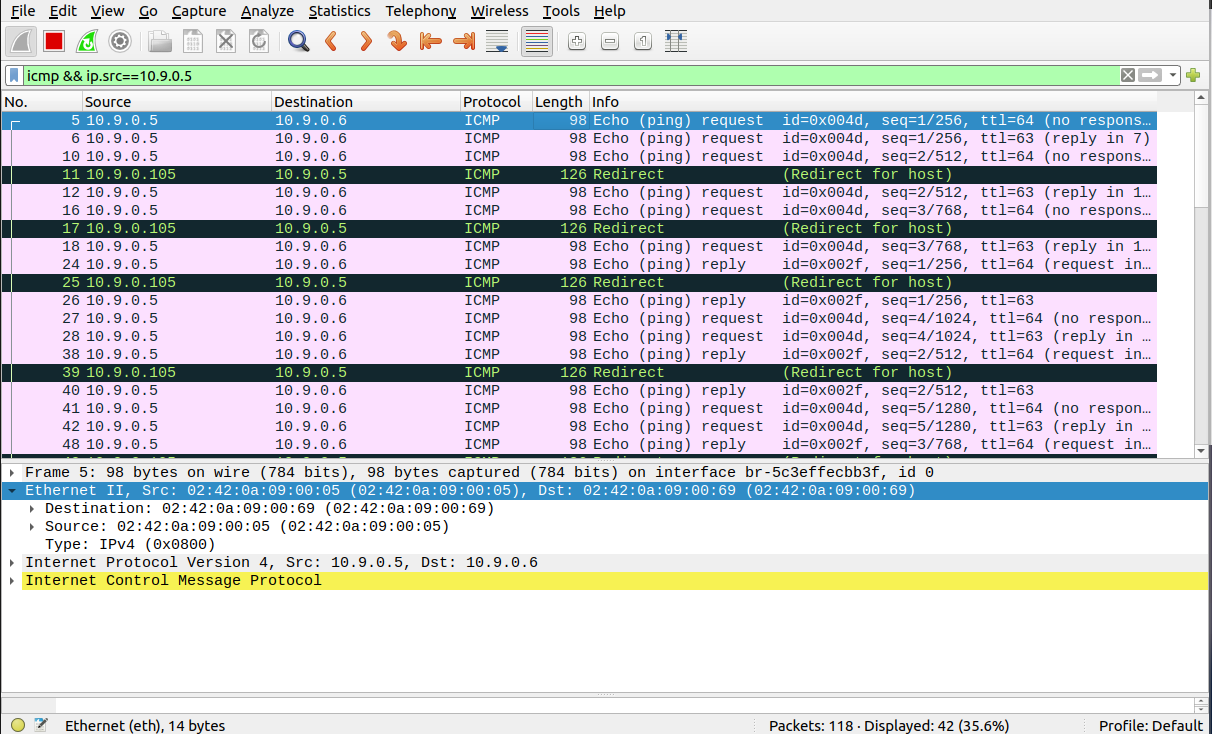 File Edit View Go Capture Analyze Statistics Telephony Wireless Tools Help
icmp && ip.src==10.9.0.5
No. Source Destination Protocol Length Info
5 10.9.0.5 10.9.0.6 ICMP 98 Echo (ping) request id=0x004d, seq=1/256, ttl=64 (no respons…
6 10.9.0.5 10.9.0.6 ICMP 98 Echo (ping) request id=0x004d, seq=1/256, ttl=63 (reply in 7)
10 10.9.0.5 10.9.0.6 ICMP 98 Echo (ping) request id=0x004d, seq=2/512, ttl=64 (no respons…
11 10.9.0.105 10.9.0.5 ICMP 126 Redirect (Redirect for host)
12 10.9.0.5 10.9.0.6 ICMP 98 Echo (ping) request id=0x004d, seq=2/512, ttl=63 (reply in 1…
16 10.9.0.5 10.9.0.6 ICMP 98 Echo (ping) request id=0x004d, seq=3/768, ttl=64 (no respons…
17 10.9.0.105 10.9.0.5 ICMP 126 Redirect (Redirect for host)
18 10.9.0.5 10.9.0.6 ICMP 98 Echo (ping) request id=0x004d, seq=3/768, ttl=63 (reply in 1…
24 10.9.0.5 10.9.0.6 ICMP 98 Echo (ping) reply id=0x002f, seq=1/256, ttl=64 (request in…
25 10.9.0.105 10.9.0.5 ICMP 126 Redirect (Redirect for host)
26 10.9.0.5 10.9.0.6 ICMP 98 Echo (ping) reply id=0x002f, seq=1/256, ttl=63
27 10.9.0.5 10.9.0.6 ICMP 98 Echo (ping) request id=0x004d, seq=4/1024, ttl=64 (no respon…
28 10.9.0.5 10.9.0.6 ICMP 98 Echo (ping) request id=0x004d, seq=4/1024, ttl=63 (reply in …
38 10.9.0.5 10.9.0.6 ICMP 98 Echo (ping) reply id=0x002f, seq=2/512, ttl=64 (request in…
39 10.9.0.105 10.9.0.5 ICMP 126 Redirect (Redirect for host)
40 10.9.0.5 10.9.0.6 ICMP 98 Echo (ping) reply id=0x002f, seq=2/512, ttl=63
41 10.9.0.5 10.9.0.6 ICMP 98 Echo (ping) request id=0x004d, seq=5/1280, ttl=64 (no respon…
42 10.9.0.5 10.9.0.6 ICMP 98 Echo (ping) request id=0x004d, seq=5/1280, ttl=63 (reply in …
48 10.9.0.5 10.9.0.6 ICMP 98 Echo (ping) reply id=0x002f, seq=3/768, ttl=64 (request in…
Frame 5: 98 bytes on wire (784 bits), 98 bytes captured (784 bits) on interface br-5c3effecbb3f, id 0
Ethernet II, Src: 02:42:0a:09:00:05 (02:42:0a:09:00:05), Dst: 02:42:0a:09:00:69 (02:42:0a:09:00:69)
Destination: 02:42:0a:09:00:69 (02:42:0a:09:00:69)
Source: 02:42:0a:09:00:05 (02:42:0a:09:00:05)
Type: IPv4 (0x0800)
Internet Protocol Version 4, Src: 10.9.0.5, Dst: 10.9.0.6
Internet Control Message Protocol
Ethernet (eth), 14 bytes Packets: 118 · Displayed: 42 (35.6%) Profile: Default